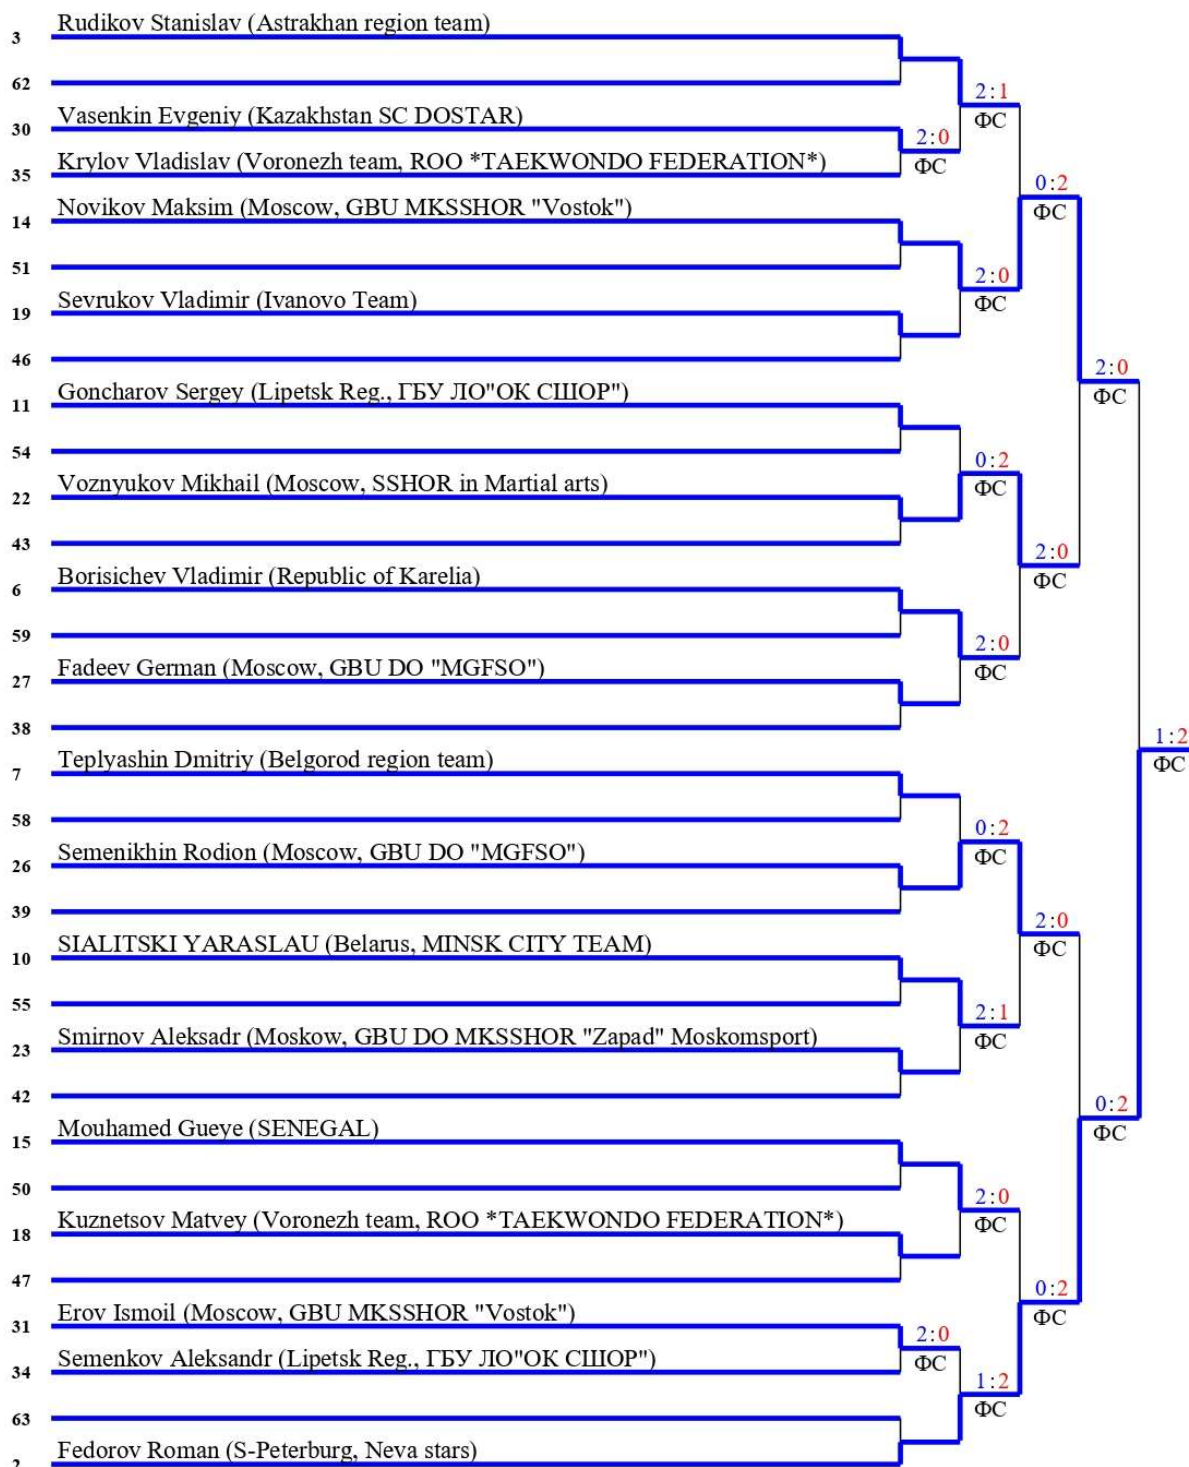 Rudikov Stanislav (Astrakhan region team)
3
62
2:1
Vasenkin Evgeniy (Kazakhstan SC DOSTAR)
ФС
30
2:0
Krylov Vladislav (Voronezh team, ROO *TAEKWONDO FEDERATION*)
ФС
35
0:2
Novikov Maksim (Moscow, GBU MKSSHOR "Vostok")
ФС
14
51
2:0
Sevrukov Vladimir (Ivanovo Team)
ФС
19
46
2:0
Goncharov Sergey (Lipetsk Reg., ГБУ ЛО"ОК СШОР")
ФС
11
54
0:2
Voznyukov Mikhail (Moscow, SSHOR in Martial arts)
ФС
22
43
2:0
Borisichev Vladimir (Republic of Karelia)
ФС
6
59
2:0
Fadeev German (Moscow, GBU DO "MGFSO")
ФС
27
38
1:2
Teplyashin Dmitriy (Belgorod region team)
ФС
7
58
0:2
Semenikhin Rodion (Moscow, GBU DO "MGFSO")
ФС
26
39
2:0
SIALITSKI YARASLAU (Belarus, MINSK CITY TEAM)
ФС
10
55
2:1
Smirnov Aleksadr (Moskow, GBU DO MKSSHOR "Zapad" Moskomsport)
ФС
23
42
0:2
Mouhamed Gueye (SENEGAL)
ФС
15
50
2:0
Kuznetsov Matvey (Voronezh team, ROO *TAEKWONDO FEDERATION*)
ФС
18
47
0:2
Erov Ismoil (Moscow, GBU MKSSHOR "Vostok")
ФС
31
2:0
Semenkov Aleksandr (Lipetsk Reg., ГБУ ЛО"ОК СШОР")
ФС
34
1:2
ФС
63
Fedorov Roman (S-Peterburg, Neva stars)
2